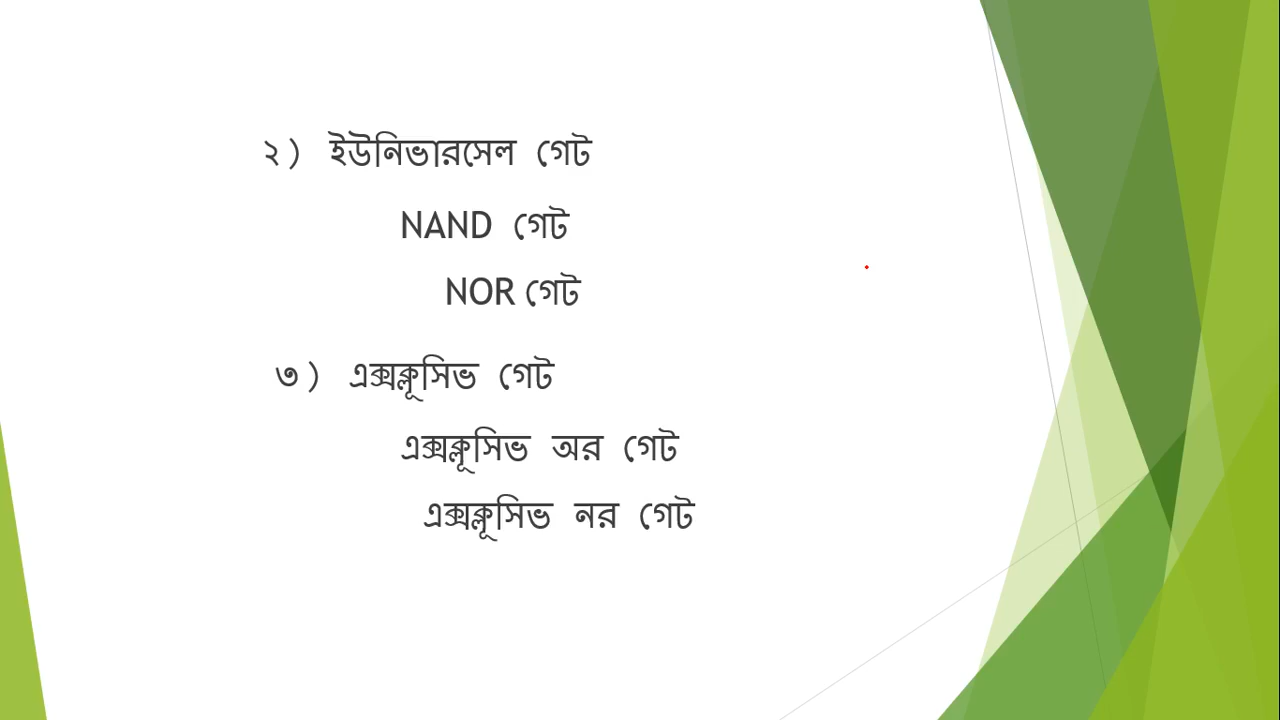 ২) ইউনিভারসেল গেট
NAND গেট
NOR গেট
৩) এক্সক্লূসিভ গেট
এক্সক্লূসিভ অর গেট
এক্সক্লূসিভ নর গেট